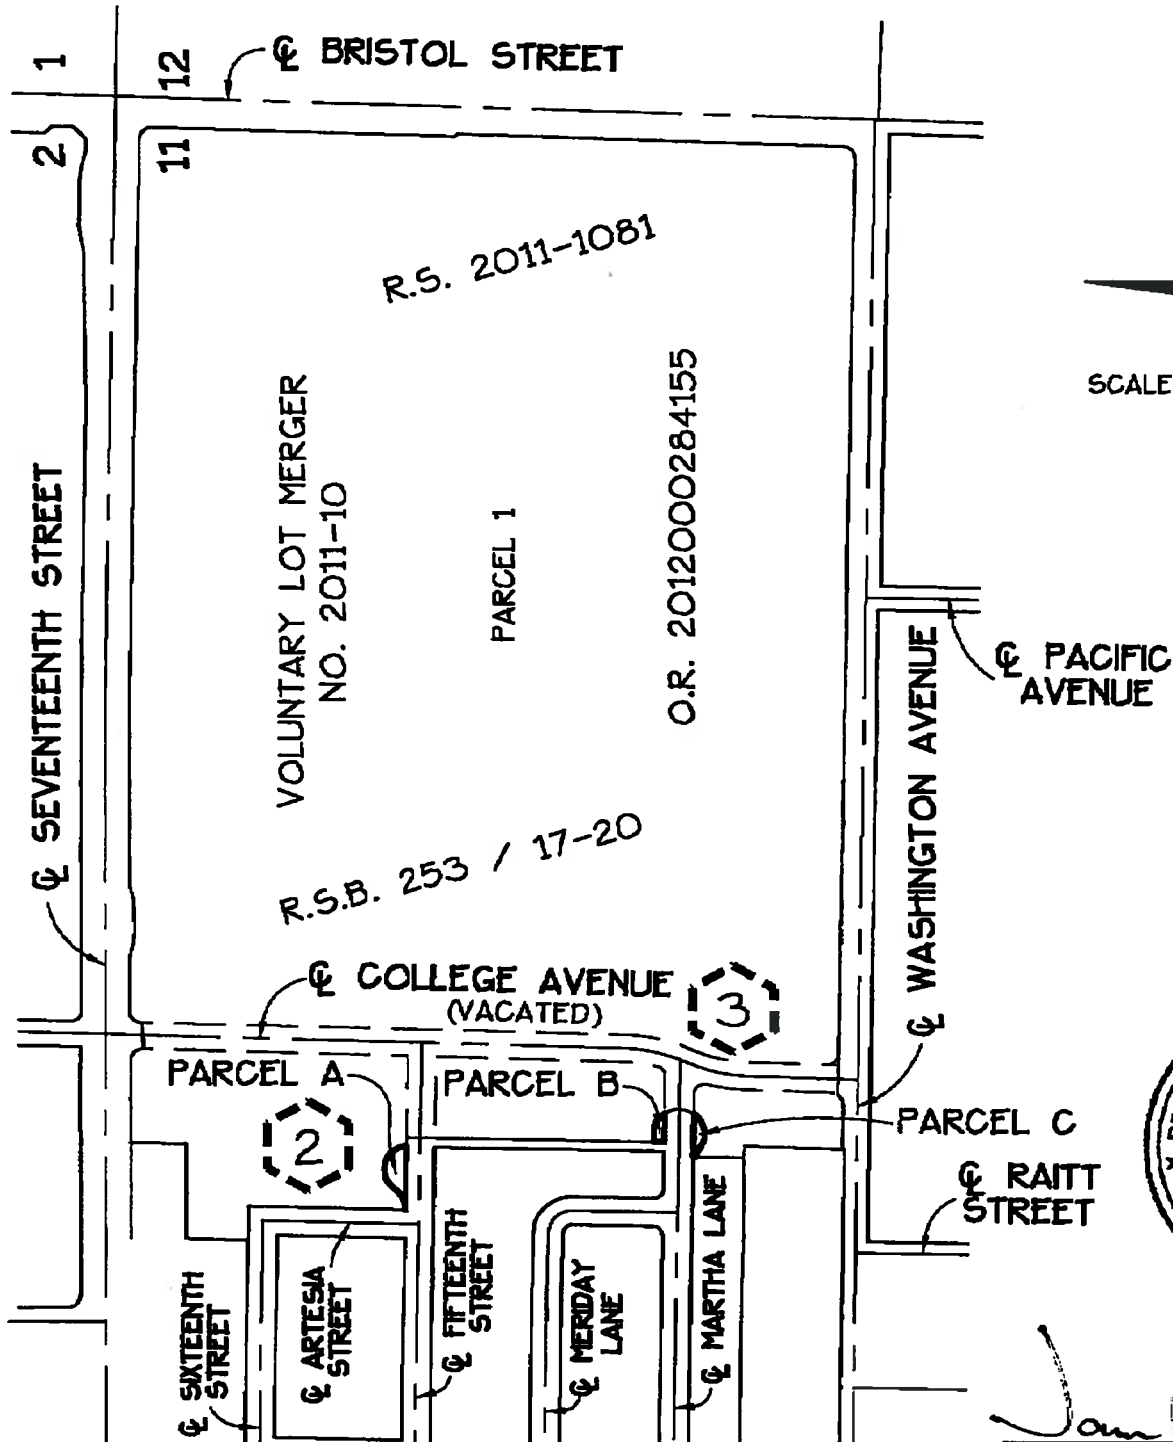 1
12
℄ BRISTOL STREET
2
11
R.S. 2011-1081
SCALE
VOLUNTARY LOT MERGER
NO. 2011-10
PARCEL 1
O.R. 2012000284155
℄ SEVENTEENTH STREET
℄ PACIFIC
AVENUE
℄ WASHINGTON AVENUE
R.S.B. 253 / 17-20
℄ COLLEGE AVENUE
(VACATED)
3
PARCEL A
PARCEL B
PARCEL C
2
℄ RAITT
STREET
℄ SIXTEENTH
STREET
℄ ARTESIA
STREET
℄ FIFTEENTH
STREET
℄ MERIDAY
LANE
℄ MARTHA LANE